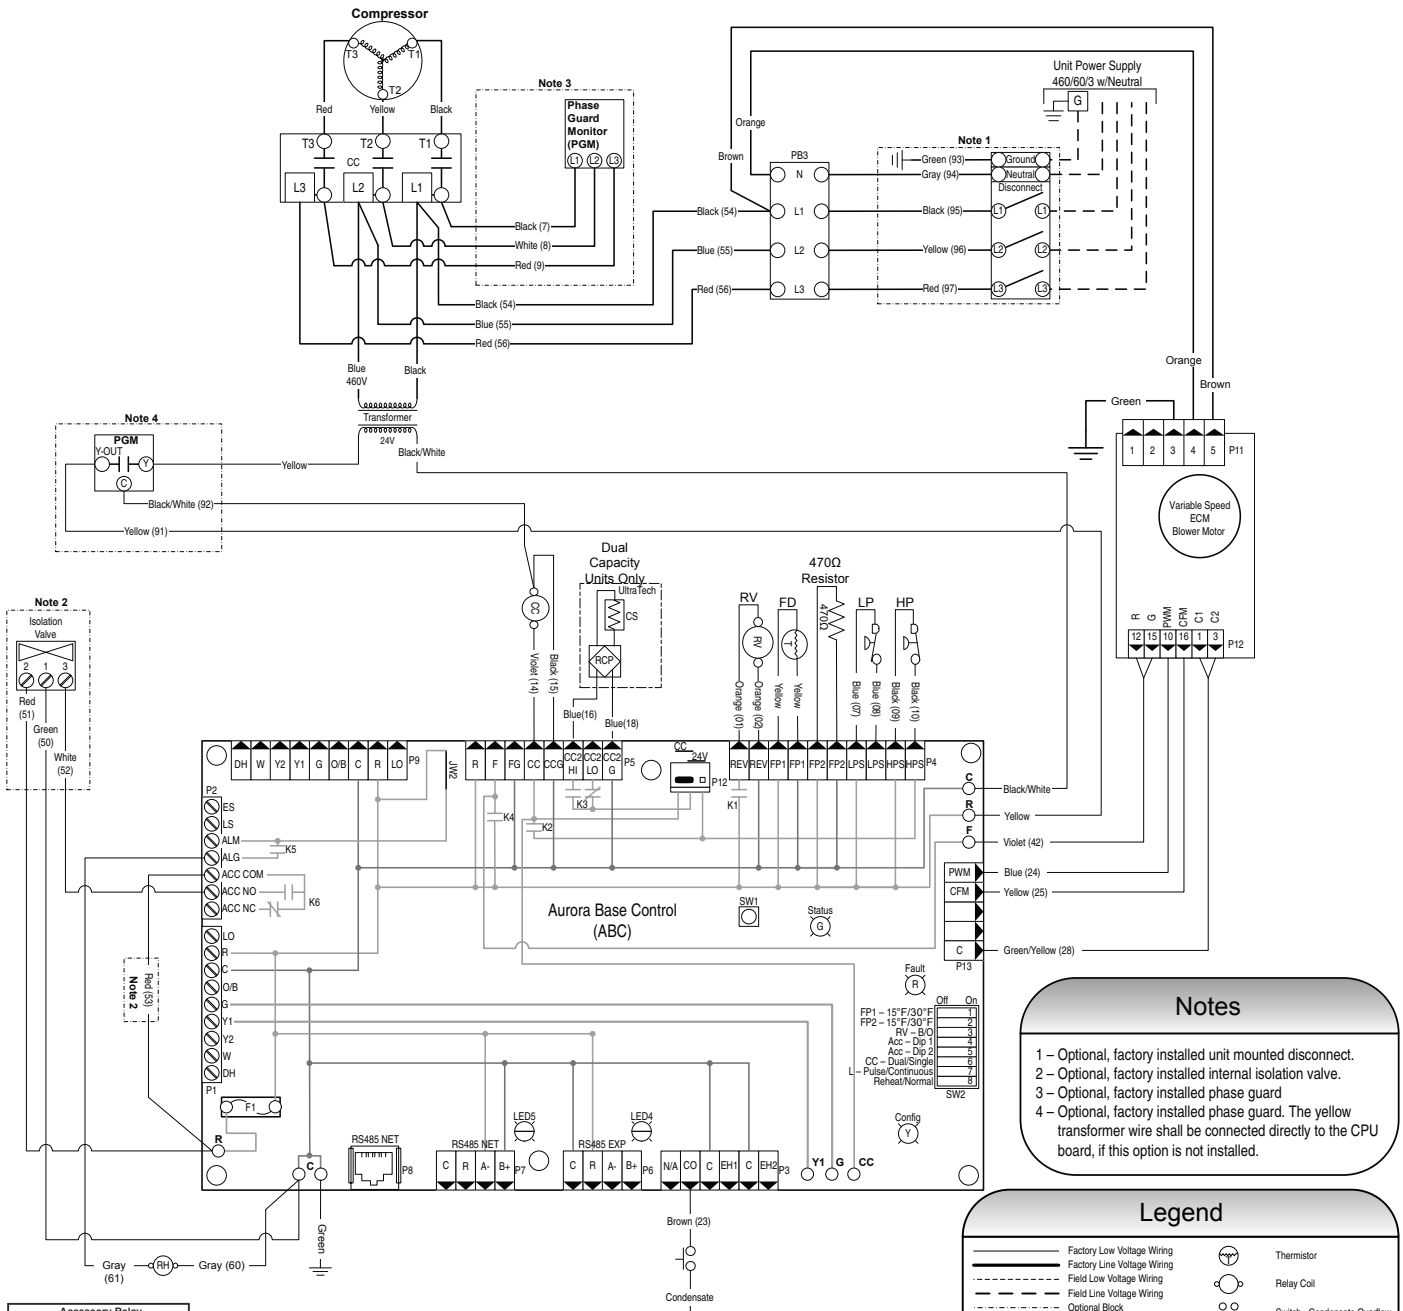 Compressor
T3
T1
T2
Red
Yellow
Black
T3
T2
T1
CC
L3
L2
L1
Note 3
Phase
Guard
Monitor
(PGM)
L1
L2
L3
Black (7)
White (8)
Red (9)
Black (54)
Blue (55)
Red (56)
Orange
Brown
PB3
N
L1
L2
L3
Black (54)
Blue (55)
Red (56)
Unit Power Supply
460/60/3 w/Neutral
G
Note 1
Green (93)
Gray (94)
Black (95)
Yellow (96)
Red (97)
Ground
Neutral
Disconnect
L1
L1
L2
L2
L3
L3
Blue
460V
Black
Transformer
24V
Yellow
Black/White
Note 4
PGM
Y-OUT
Y
C
Black/White (92)
Yellow (91)
Orange
Brown
Green
1
2
3
4
5
P11
Variable Speed
ECM
Blower Motor
R
G
PWM
CFM
C1
C2
12
15
10
16
1
3
P12
Note 2
Isolation
Valve
2
1
3
Red
(51)
Green
(50)
White
(52)
CC
Violet (14)
Black (15)
Dual
Capacity
Units Only
UltraTech
CS
RCP
Blue(16)
Blue(18)
RV
RV
Orange (01)
Orange (02)
FD
T
Yellow
Yellow
470Ω
Resistor
470Ω
LP
Blue (07)
Blue (08)
HP
Black (09)
Black (10)
DH
W
Y2
Y1
G
O/B
C
R
LO
P9
JW2
R
F
FG
CC
CCG
CC2
HI
CC2
LO
CC2
G
P5
CC
24V
P12
REV
REV
FP1
FP1
FP2
FP2
LPS
LPS
HPS
HPS
P4
K4
K2
K3
K1
P2
ES
LS
ALM
ALG
ACC COM
ACC NO
ACC NC
K5
K6
C
Black/White
R
Yellow
F
Violet (42)
PWM
Blue (24)
CFM
Yellow (25)
C
Green/Yellow (28)
P13
Aurora Base Control
(ABC)
SW1
Status
G
Fault
R
Off
On
FP1 – 15°F/30°F
1
FP2 – 15°F/30°F
2
RV – B/O
3
Acc – Dip 1
4
Acc – Dip 2
5
CC – Dual/Single
6
L – Pulse/Continuous
7
Reheat/Normal
8
SW2
Config
Y
LO
R
C
O/B
G
Y1
Y2
W
DH
P1
F1
R
Red (53)
Note 2
C
RS485 NET
P8
RS485 NET
C
R
A-
B+
P7
LED5
RS485 EXP
C
R
A-
B+
P6
LED4
N/A
CO
C
EH1
C
EH2
P3
Y1
G
CC
Green
Gray
(61)
RH
Gray (60)
Brown (23)
Condensate
Notes
1 – Optional, factory installed unit mounted disconnect.
2 – Optional, factory installed internal isolation valve.
3 – Optional, factory installed phase guard
4 – Optional, factory installed phase guard. The yellow
transformer wire shall be connected directly to the CPU
board, if this option is not installed.
Legend
Factory Low Voltage Wiring
Factory Line Voltage Wiring
Field Low Voltage Wiring
Field Line Voltage Wiring
Optional Block
Thermistor
Relay Coil